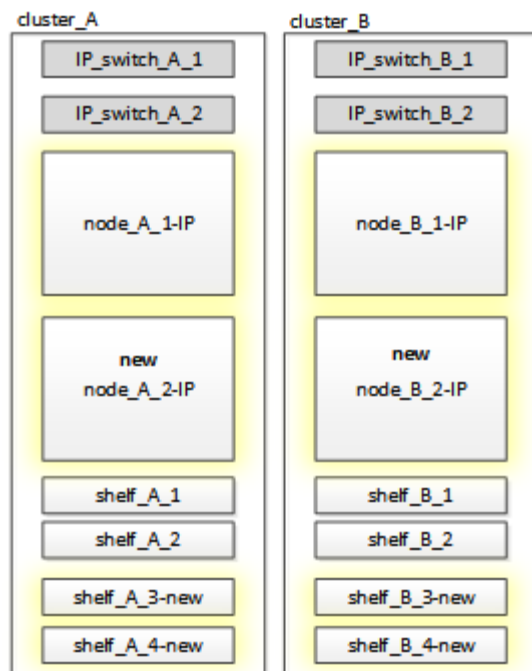 cluster_A
IP_switch_A_1
IP_switch_A_2
node_A_1-IP
new
node_A_2-IP
shelf_A_1
shelf_A_2
shelf_A_3-new
shelf_A_4-new
cluster_B
IP_switch_B_1
IP_switch_B_2
node_B_1-IP
new
node_B_2-IP
shelf_B_1
shelf_B_2
shelf_B_3-new
shelf_B_4-new